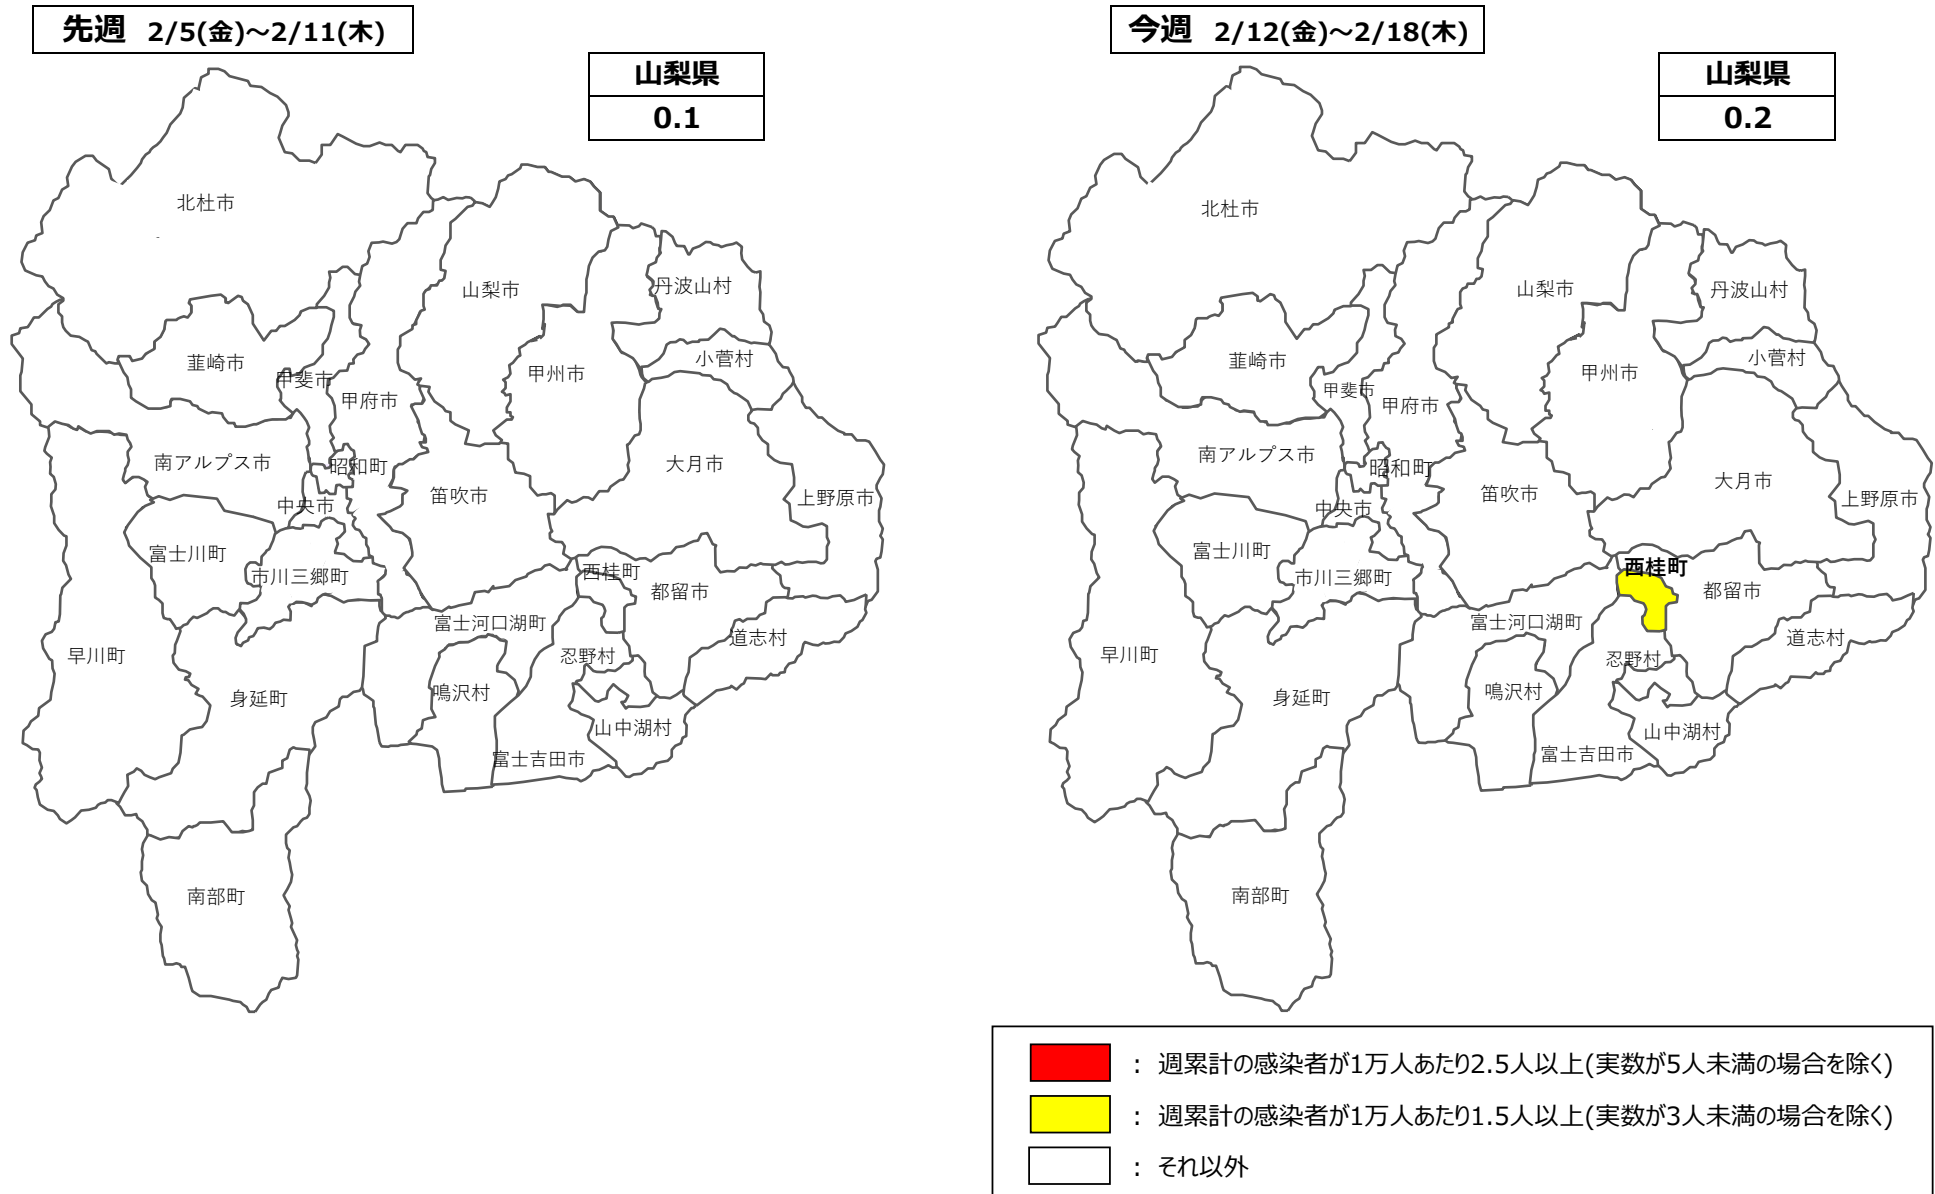 先週 2/5(金)～2/11(木)
山梨県
0.1
北杜市
山梨市
丹波山村
小菅村
韮崎市
甲斐市
甲州市
甲府市
南アルプス市
昭和町
大月市
笛吹市
上野原市
中央市
富士川町
市川三郷町
西桂町
都留市
富士河口湖町
道志村
早川町
忍野村
身延町
鳴沢村
山中湖村
富士吉田市
南部町
今週 2/12(金)～2/18(木)
山梨県
0.2
北杜市
山梨市
丹波山村
小菅村
韮崎市
甲州市
甲斐市
甲府市
南アルプス市
昭和町
大月市
笛吹市
上野原市
中央市
富士川町
西桂町
市川三郷町
都留市
富士河口湖町
道志村
早川町
忍野村
鳴沢村
身延町
山中湖村
富士吉田市
南部町
： 週累計の感染者が1万人あたり2.5人以上(実数が5人未満の場合を除く)
： 週累計の感染者が1万人あたり1.5人以上(実数が3人未満の場合を除く)
： それ以外